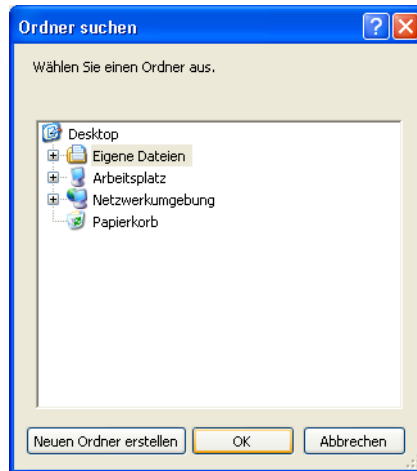 Ordner suchen
Wählen Sie einen Ordner aus.
Desktop
Eigene Dateien
Arbeitsplatz
Netzwerkumgebung
Papierkorb
Neuen Ordner erstellen OK Abbrechen